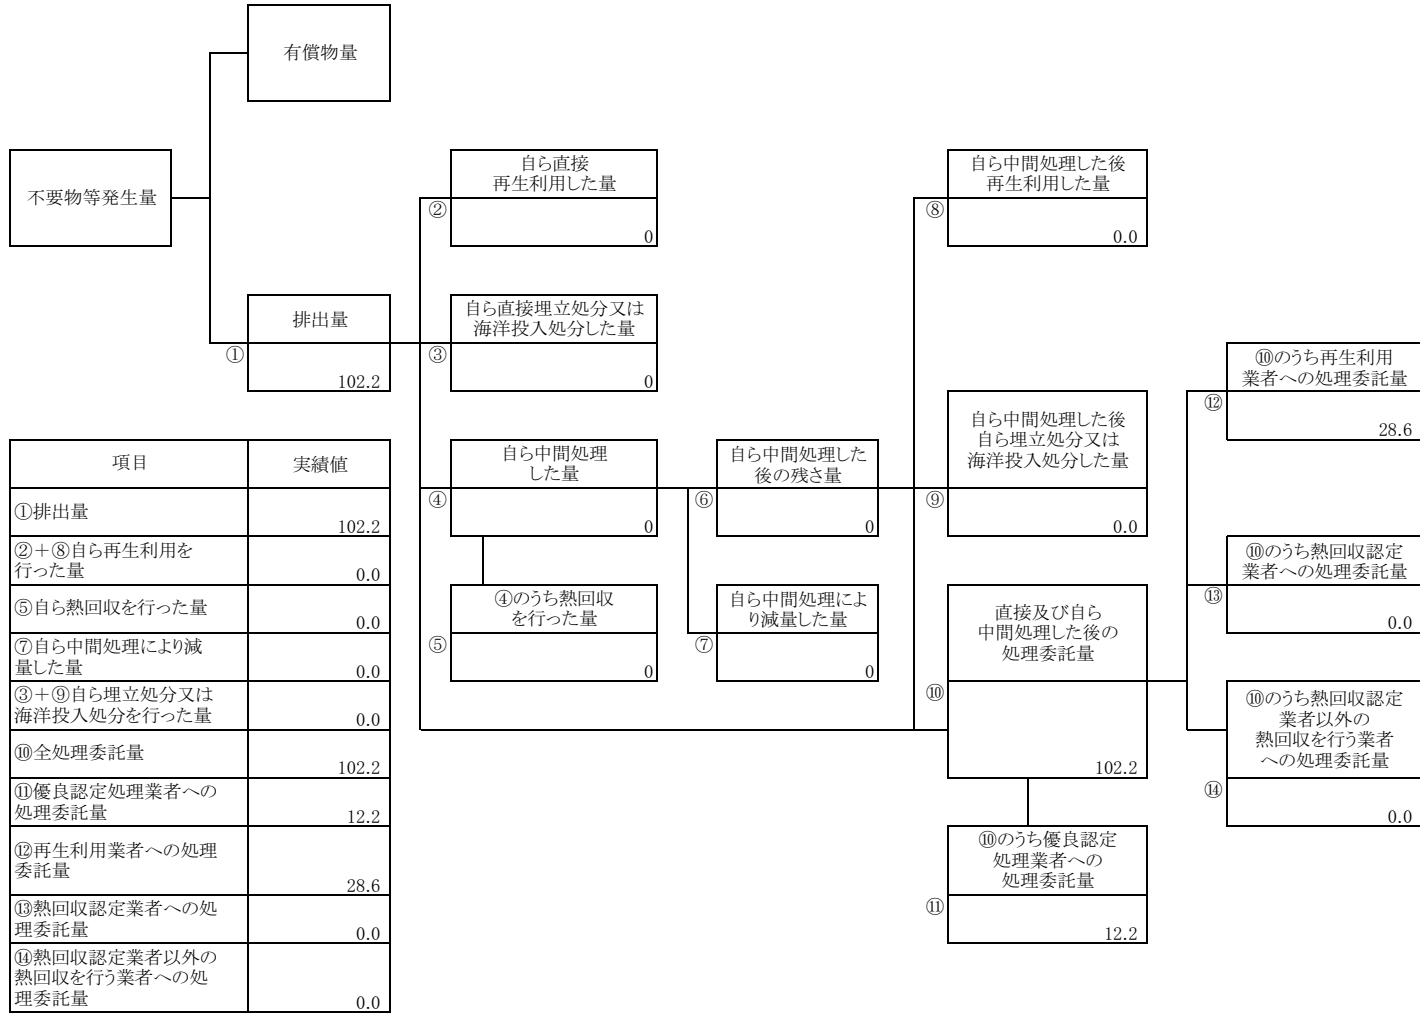 有償物量
不要物等発生量
自ら直接
再生利用した量
②
0
自ら中間処理した後
再生利用した量
⑧
0.0
排出量
①
102.2
自ら直接埋立処分又は
海洋投入処分した量
③
0
⑩のうち再生利用
業者への処理委託量
⑫
28.6
自ら中間処理
した量
④
0
自ら中間処理した
後の残さ量
⑥
0
自ら中間処理した後
自ら埋立処分又は
海洋投入処分した量
⑨
0.0
⑩のうち熱回収認定
業者への処理委託量
⑬
0.0
④のうち熱回収
を行った量
⑤
0
自ら中間処理によ
り減量した量
⑦
0
直接及び自ら
中間処理した後の
処理委託量
⑩
102.2
⑩のうち熱回収認定
業者以外の
熱回収を行う業者
への処理委託量
⑭
0.0
⑩のうち優良認定
処理業者への
処理委託量
⑪
12.2
項目 実績値
①排出量
102.2
②＋⑧自ら再生利用を
行った量
0.0
⑤自ら熱回収を行った量
0.0
⑦自ら中間処理により減
量した量
0.0
③＋⑨自ら埋立処分又は
海洋投入処分を行った量
0.0
⑩全処理委託量
102.2
⑪優良認定処理業者への
処理委託量
12.2
⑫再生利用業者への処理
委託量
28.6
⑬熱回収認定業者への処
理委託量
0.0
⑭熱回収認定業者以外の
熱回収を行う業者への処
理委託量
0.0